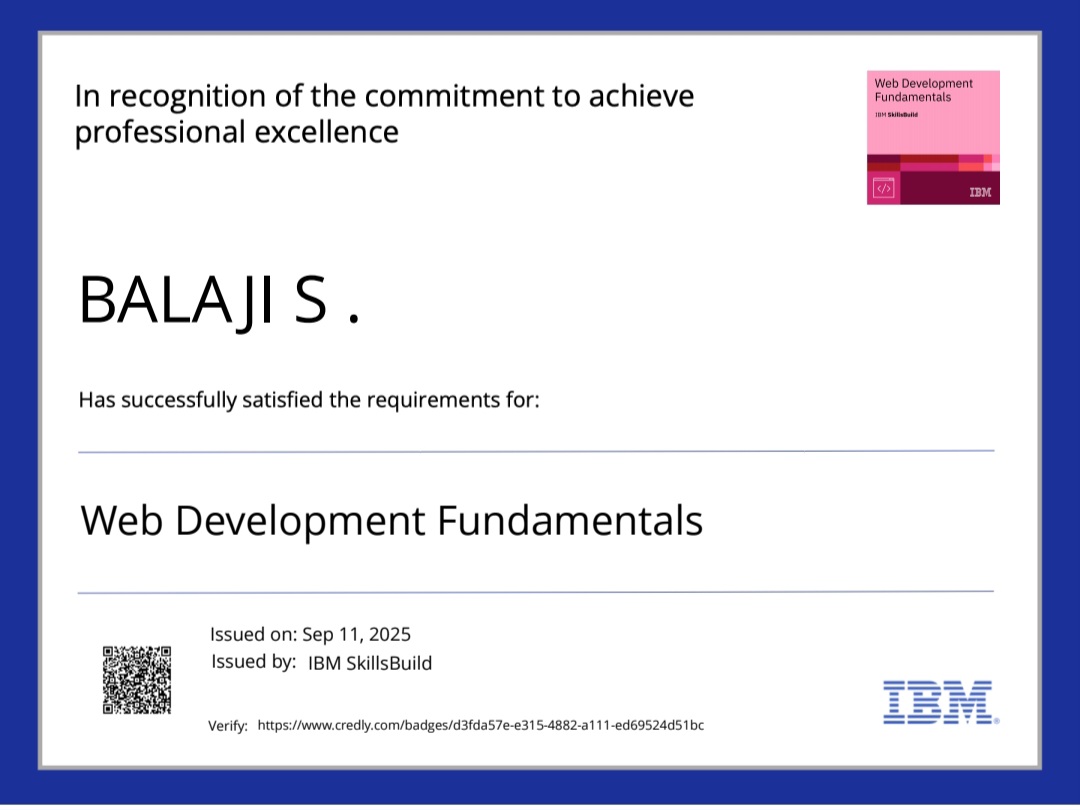 In recognition of the commitment to achieve
professional excellence
Web Development
Fundamentals
IBM SkillsBuild
</>
IBM
BALAJI S .
Has successfully satisfied the requirements for:
Web Development Fundamentals
Issued on: Sep 11, 2025
Issued by: IBM SkillsBuild
Verify: https://www.credly.com/badges/d3fda57e-e315-4882-a111-ed69524d51bc
IBM®